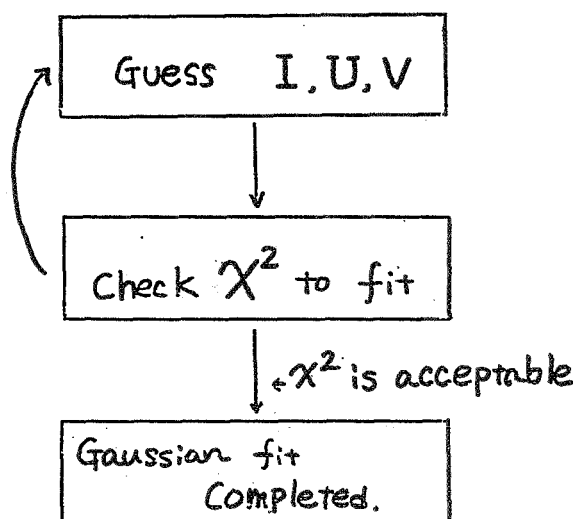 Guess I, U, V
Check χ² to fit
χ² is acceptable
Gaussian fit
Completed.